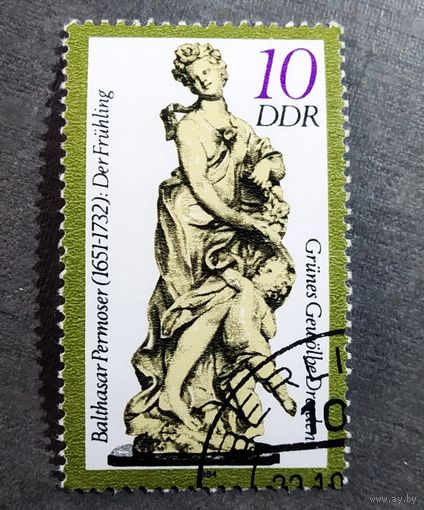 10
DDR
Balthasar Permoser (1651-1732): Der Frühling
Grünes Gewölbe Dresden
www.ay.by